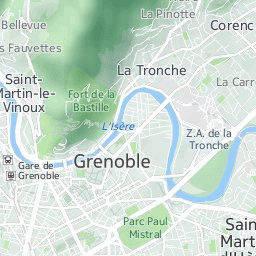 La Pinotte
Bellevue
Corenc
es Fauvettes
La Tronche
Saint-
Martin-le-
Vinoux
Fort de la
Bastille
La Carr
L'Isère
Z.A. de la
Tronche
Gare de
Grenoble
Grenoble
Parc Paul
Mistral
Sain
Mart